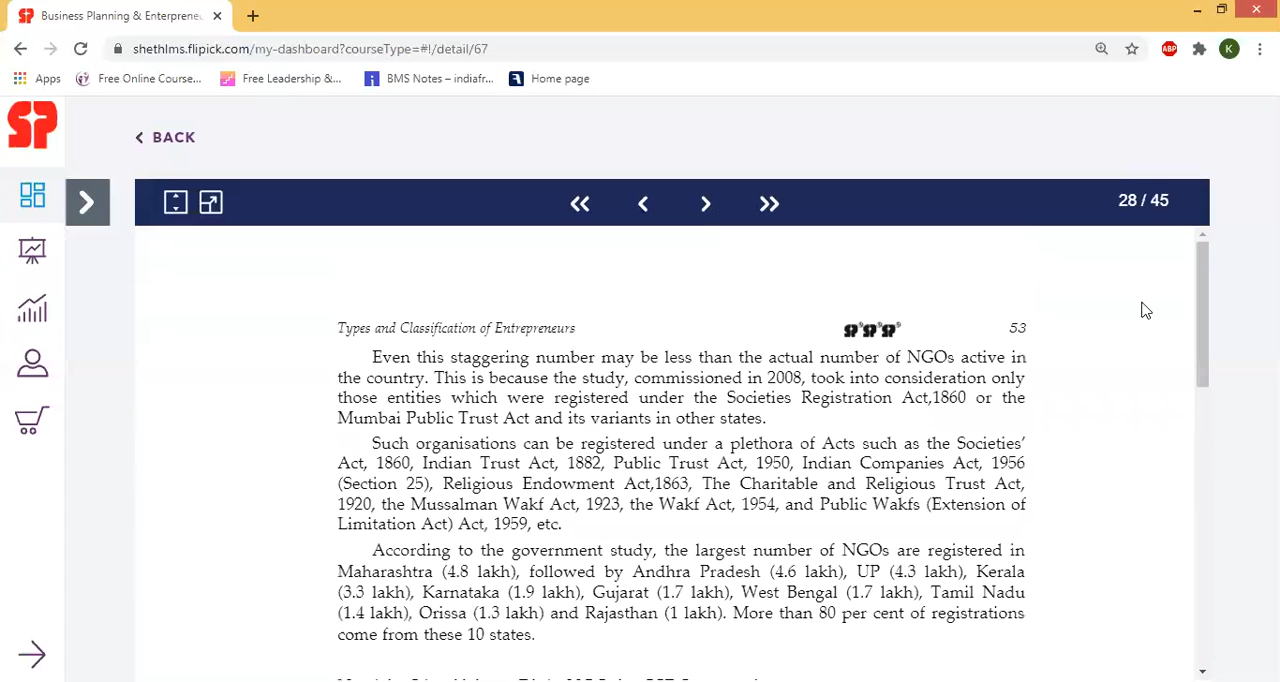 Business Planning & Enterprene
shethlms.flipick.com/my-dashboard?courseType=#!/detail/67
ABP
K
Apps
Free Online Course...
Free Leadership &...
BMS Notes – indiafr...
Home page
SP
BACK
28 / 45
Types and Classification of Entrepreneurs 53
Even this staggering number may be less than the actual number of NGOs active in
the country. This is because the study, commissioned in 2008, took into consideration only
those entities which were registered under the Societies Registration Act,1860 or the
Mumbai Public Trust Act and its variants in other states.
Such organisations can be registered under a plethora of Acts such as the Societies’
Act, 1860, Indian Trust Act, 1882, Public Trust Act, 1950, Indian Companies Act, 1956
(Section 25), Religious Endowment Act,1863, The Charitable and Religious Trust Act,
1920, the Mussalman Wakf Act, 1923, the Wakf Act, 1954, and Public Wakfs (Extension of
Limitation Act) Act, 1959, etc.
According to the government study, the largest number of NGOs are registered in
Maharashtra (4.8 lakh), followed by Andhra Pradesh (4.6 lakh), UP (4.3 lakh), Kerala
(3.3 lakh), Karnataka (1.9 lakh), Gujarat (1.7 lakh), West Bengal (1.7 lakh), Tamil Nadu
(1.4 lakh), Orissa (1.3 lakh) and Rajasthan (1 lakh). More than 80 per cent of registrations
come from these 10 states.